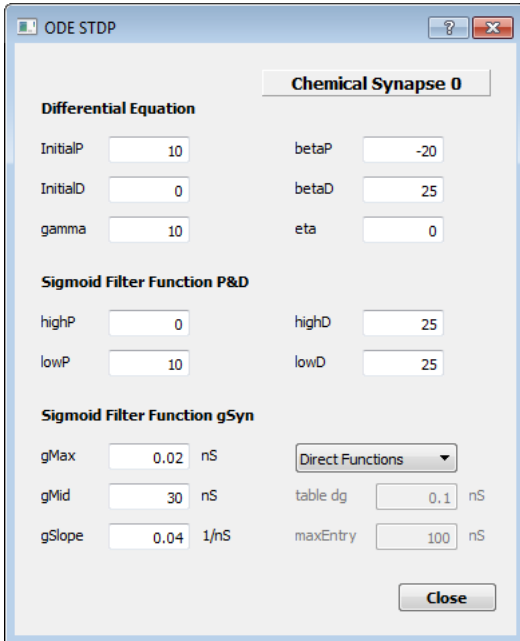 ODE STDP
Chemical Synapse 0
Differential Equation
InitialP 10 betaP -20
InitialD 0 betaD 25
gamma 10 eta 0
Sigmoid Filter Function P&D
highP 0 highD 25
lowP 10 lowD 25
Sigmoid Filter Function gSyn
gMax 0.02 nS Direct Functions
gMid 30 nS table dg 0.1 nS
gSlope 0.04 1/nS maxEntry 100 nS
Close